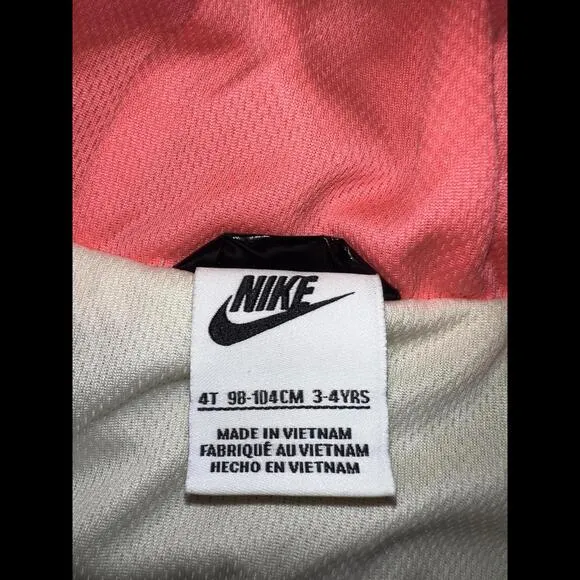 NIKE
4T 98-104CM 3-4YRS
MADE IN VIETNAM
FABRIQUÉ AU VIETNAM
HECHO EN VIETNAM